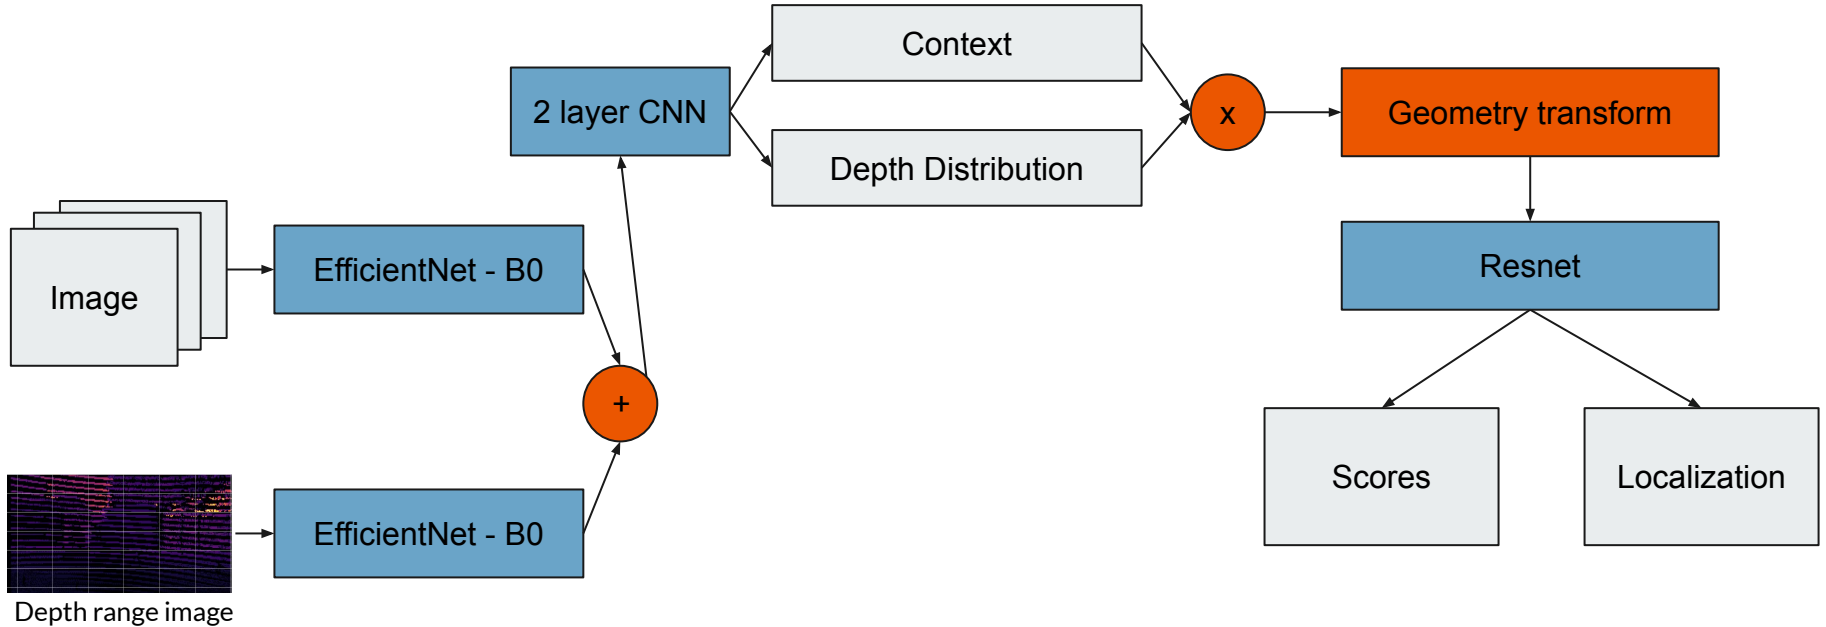 Context
2 layer CNN
x
Geometry transform
Depth Distribution
EfficientNet - B0
Resnet
Image
+
Scores
Localization
EfficientNet - B0
Depth range image